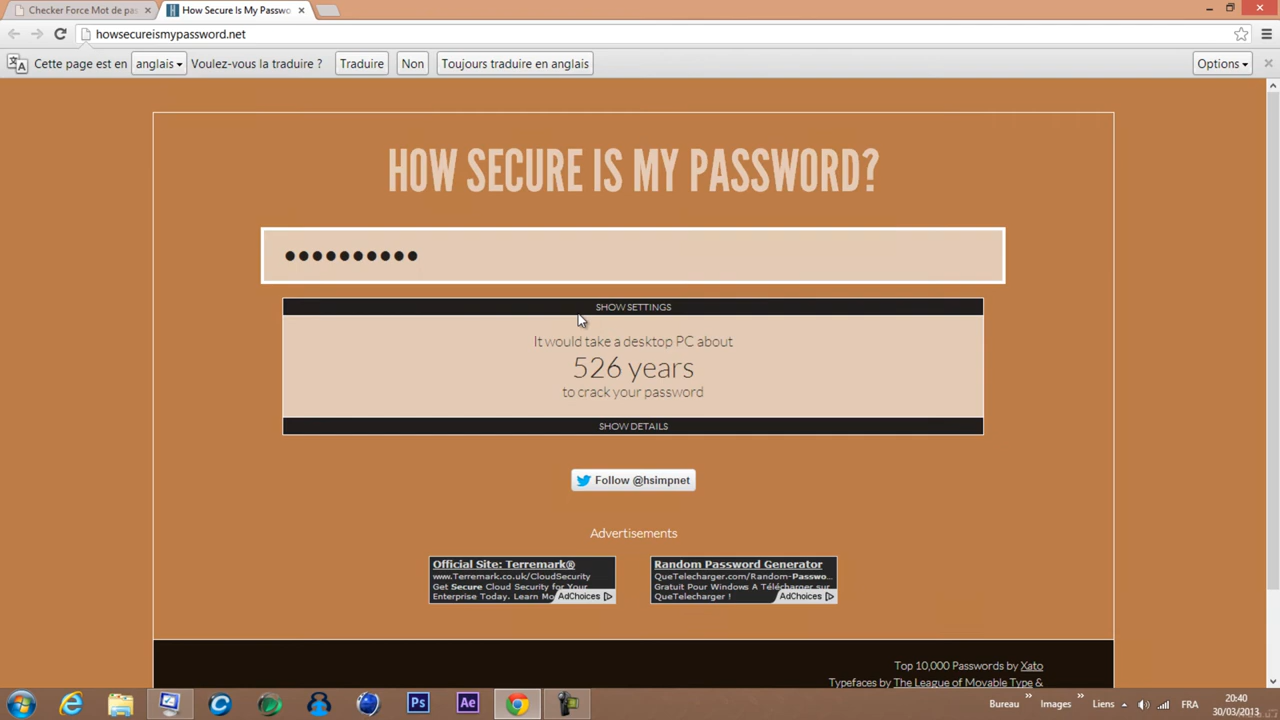 Checker Force Mot de pas
How Secure Is My Passwo
howsecureismypassword.net
Cette page est en anglais Voulez-vous la traduire ? Traduire Non Toujours traduire en anglais Options
HOW SECURE IS MY PASSWORD?
SHOW SETTINGS
It would take a desktop PC about
526 years
to crack your password
SHOW DETAILS
Follow @hsimpnet
Advertisements
Official Site: Terremark®
www.Terremark.co.uk/CloudSecurity
Get Secure Cloud Security for Your
Enterprise Today. Learn Mo
AdChoices
Random Password Generator
QueTelecharger.com/Random-Passwo...
Gratuit Pour Windows A Télécharger sur
QueTelecharger !
AdChoices
Top 10,000 Passwords by Xato
Typefaces by The League of Movable Type &
Ps Ae
Bureau » Images » Liens FRA
20:40
30/03/2013